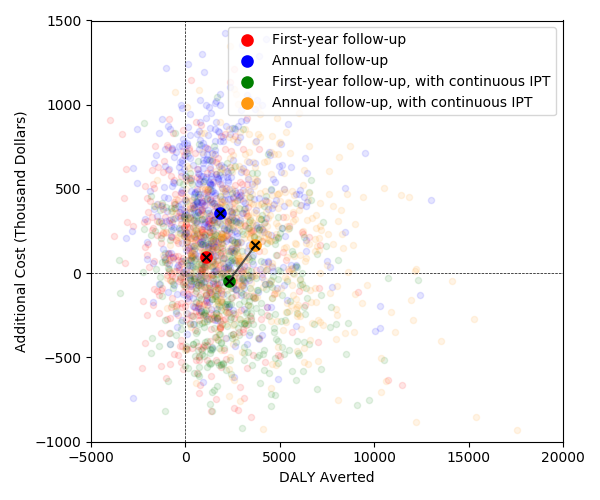 1500
1000
500
0
−500
−1000
Additional Cost (Thousand Dollars)
First-year follow-up
Annual follow-up
First-year follow-up, with continuous IPT
Annual follow-up, with continuous IPT
−5000 0 5000 10000 15000 20000
DALY Averted